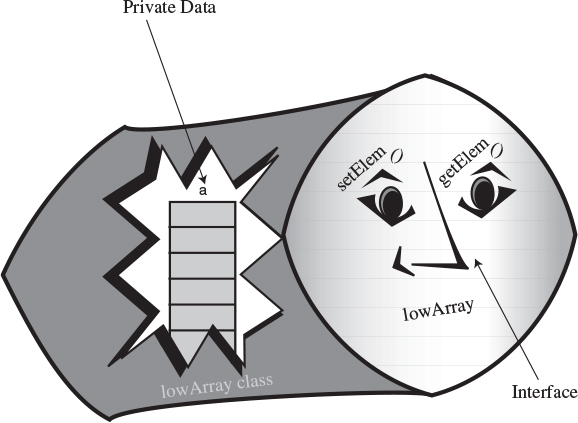 Private Data
a
setElem ()
getElem ()
lowArray
lowArray class
Interface